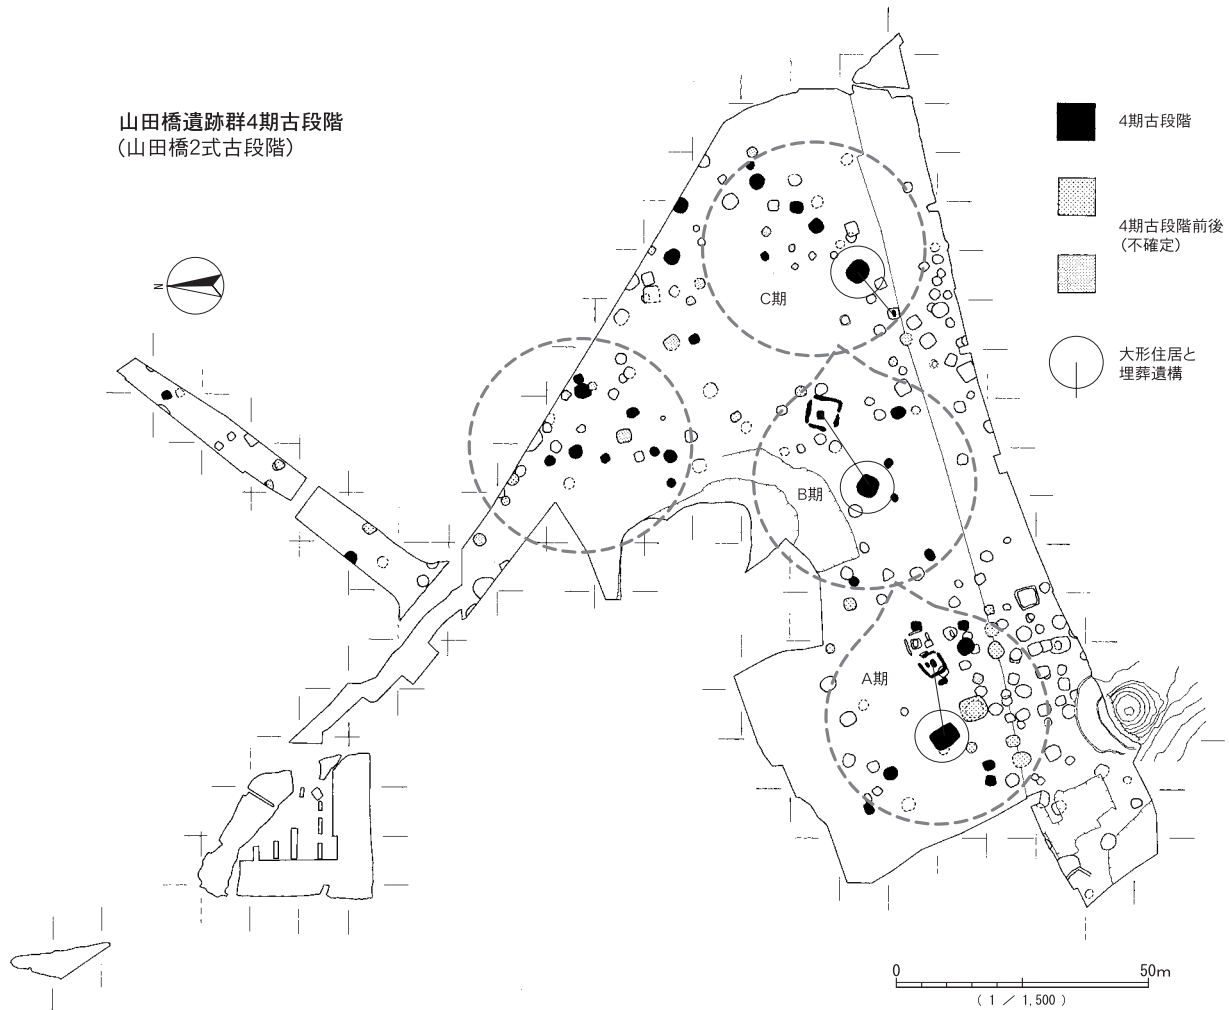 山田橋遺跡群4期古段階
(山田橋2式古段階)
N
4期古段階
4期古段階前後
(不確定)
大形住居と
埋葬遺構
C期
B期
A期
0 50m
( 1 / 1,500 )